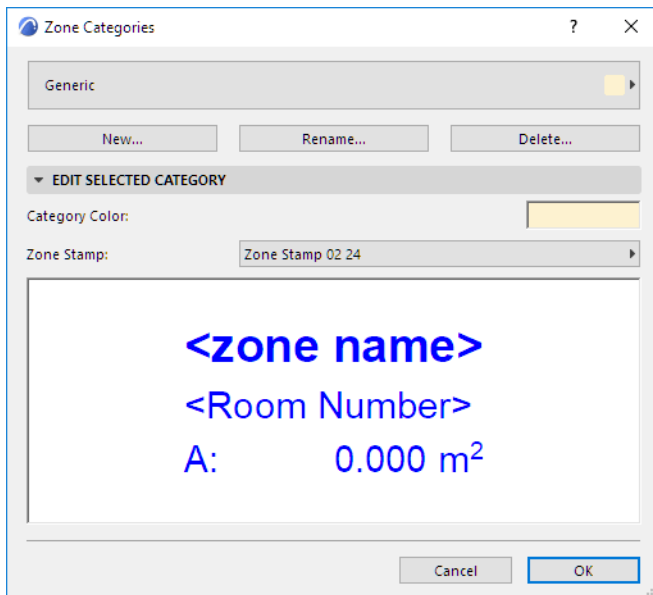 Zone Categories
?
Generic
New... Rename... Delete...
EDIT SELECTED CATEGORY
Category Color:
Zone Stamp: Zone Stamp 02 24
<zone name>
<Room Number>
A: 0.000 m²
Cancel OK